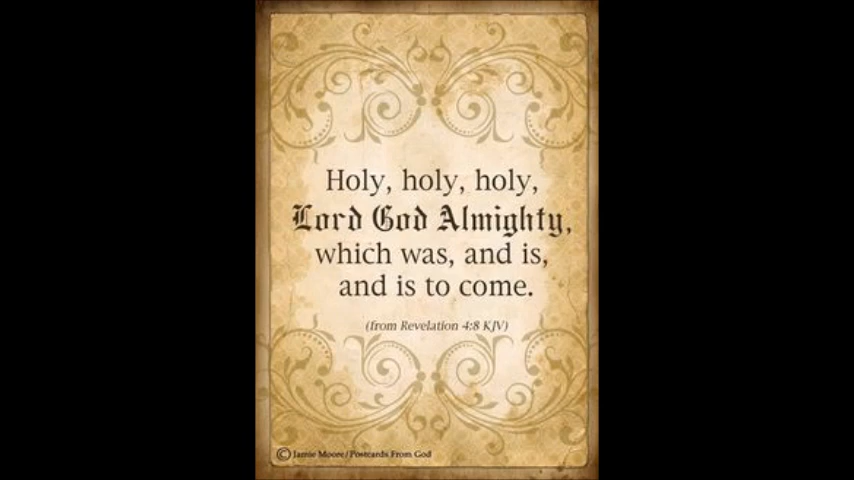 Holy, holy, holy,
Lord God Almighty,
which was, and is,
and is to come.
(from Revelation 4:8 KJV)
© Jamie Moore/Postcards From God